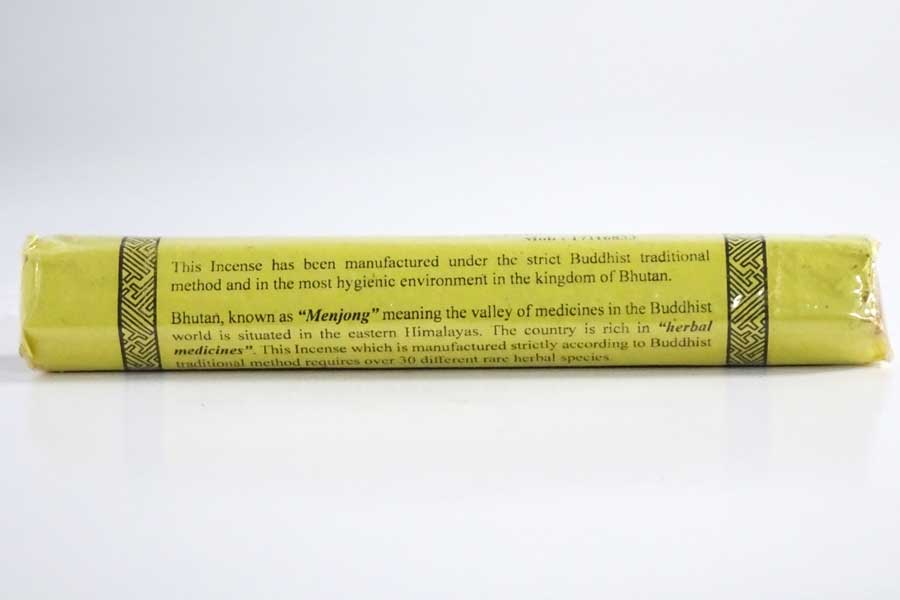 This Incense has been manufactured under the strict Buddhist traditional
method and in the most hygienic environment in the kingdom of Bhutan.
Bhutan, known as “Menjong” meaning the valley of medicines in the Buddhist
world is situated in the eastern Himalayas. The country is rich in “herbal
medicines”. This Incense which is manufactured strictly according to Buddhist
traditional method requires over 30 different rare herbal species.